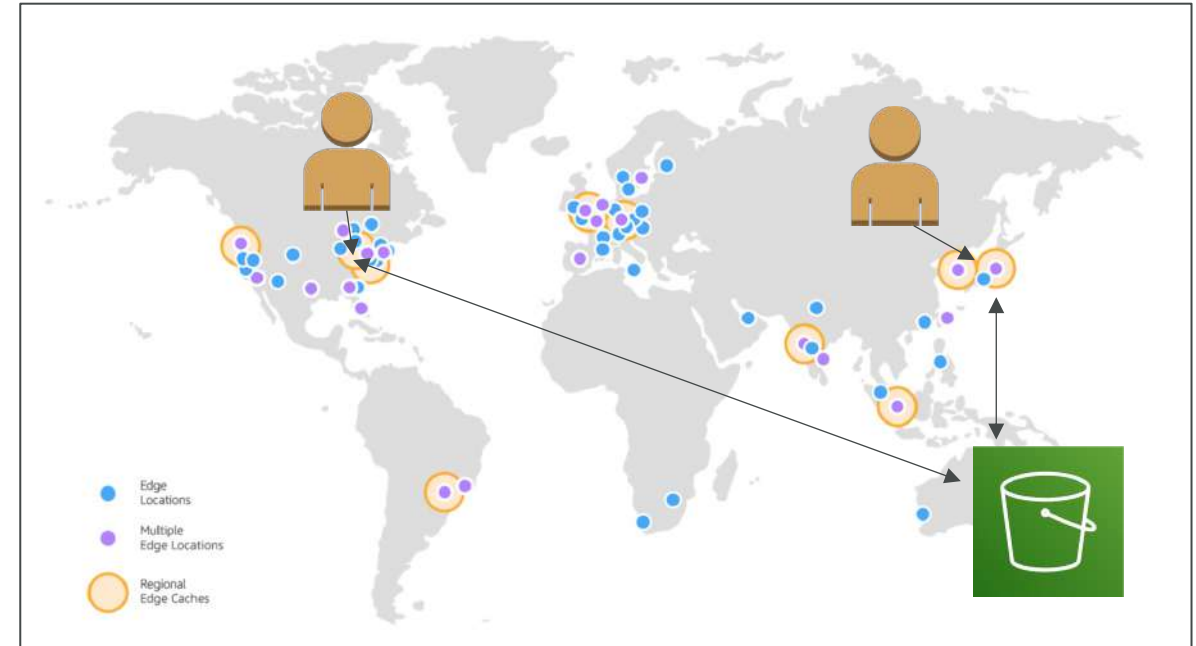 Edge
Locations
Multiple
Edge Locations
Regional
Edge Caches